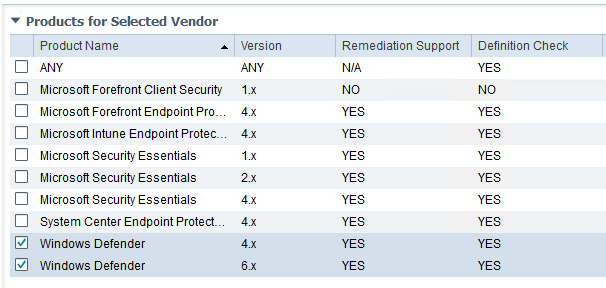 Products for Selected Vendor
Product Name Version Remediation Support Definition Check
ANY ANY N/A YES
Microsoft Forefront Client Security 1.x NO NO
Microsoft Forefront Endpoint Pro... 4.x YES YES
Microsoft Intune Endpoint Protec... 4.x YES YES
Microsoft Security Essentials 1.x YES YES
Microsoft Security Essentials 2.x YES YES
Microsoft Security Essentials 4.x YES YES
System Center Endpoint Protect... 4.x YES YES
Windows Defender 4.x YES YES
Windows Defender 6.x YES YES